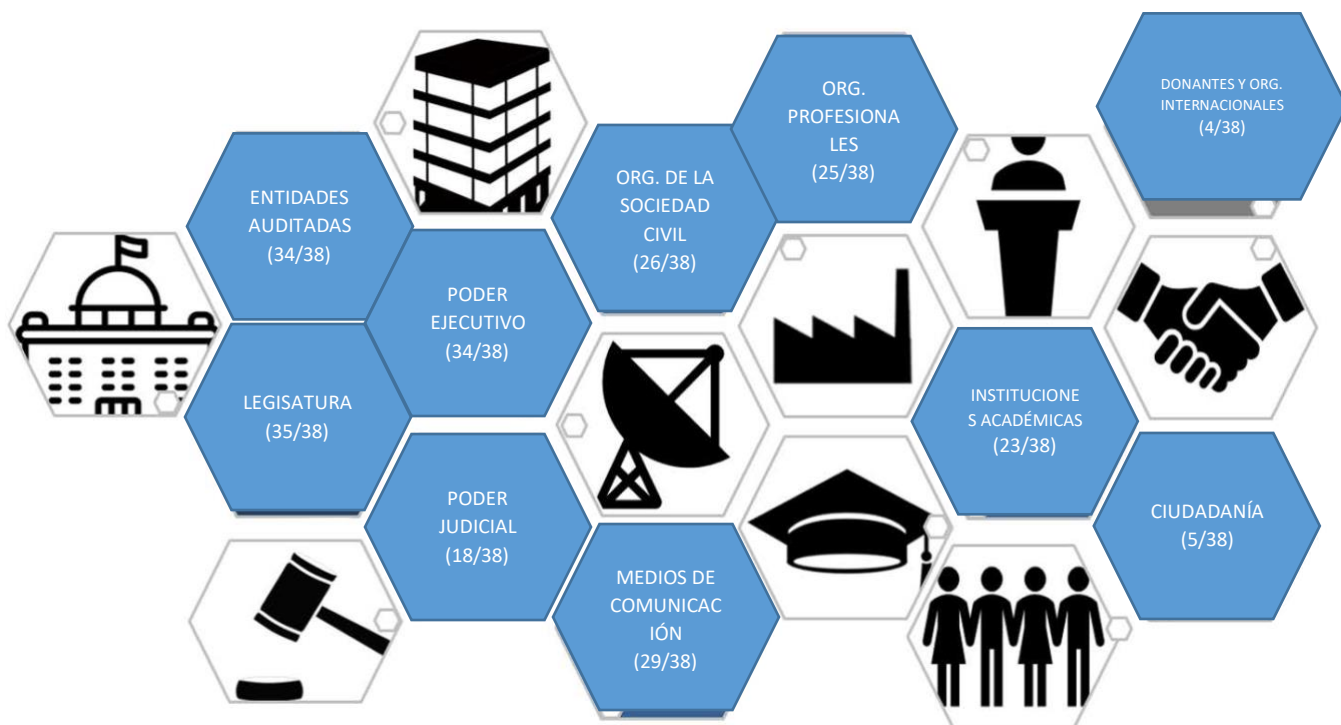 ENTIDADES
AUDITADAS
(34/38)
LEGISATURA
(35/38)
PODER
EJECUTIVO
(34/38)
PODER
JUDICIAL
(18/38)
ORG. DE LA
SOCIEDAD
CIVIL
(26/38)
MEDIOS DE
COMUNICAC
IÓN
(29/38)
ORG.
PROFESIONA
LES
(25/38)
INSTITUCIONE
S ACADÉMICAS
(23/38)
DONANTES Y ORG.
INTERNACIONALES
(4/38)
CIUDADANÍA
(5/38)